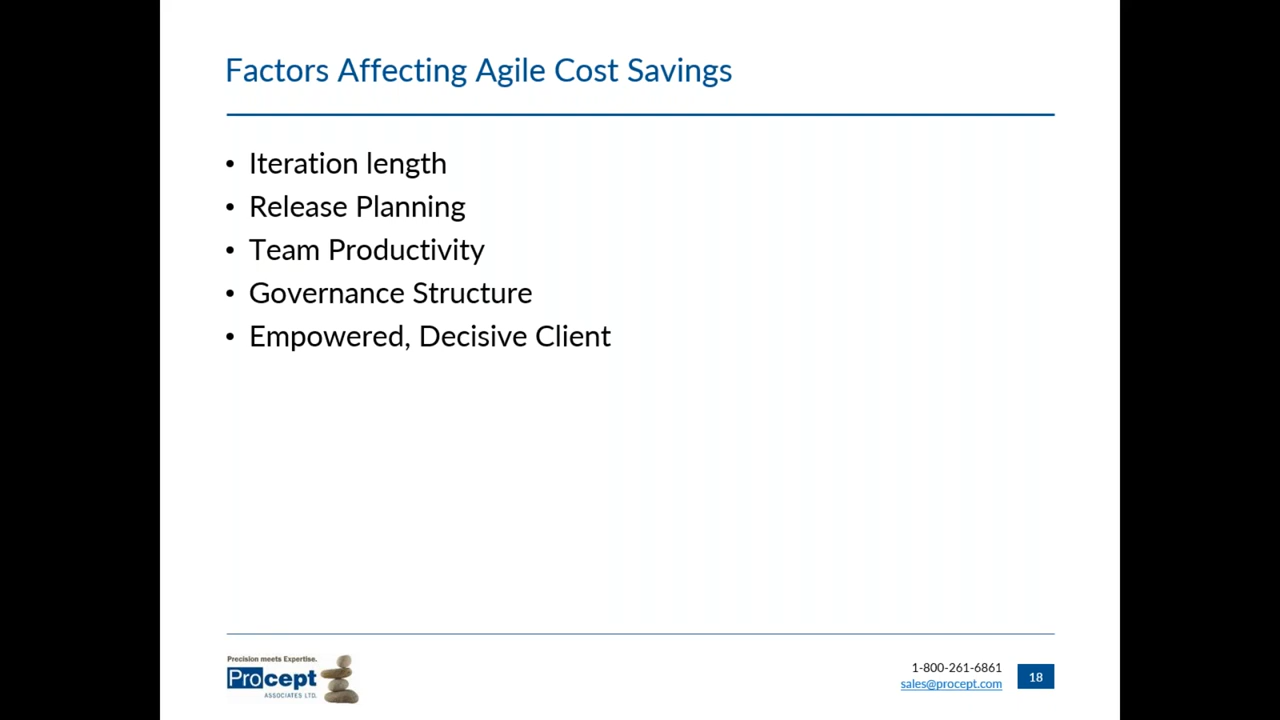 Factors Affecting Agile Cost Savings
• Iteration length
• Release Planning
• Team Productivity
• Governance Structure
• Empowered, Decisive Client
Precision meets Expertise.
Procept
ASSOCIATES LTD.
1-800-261-6861
sales@procept.com
18